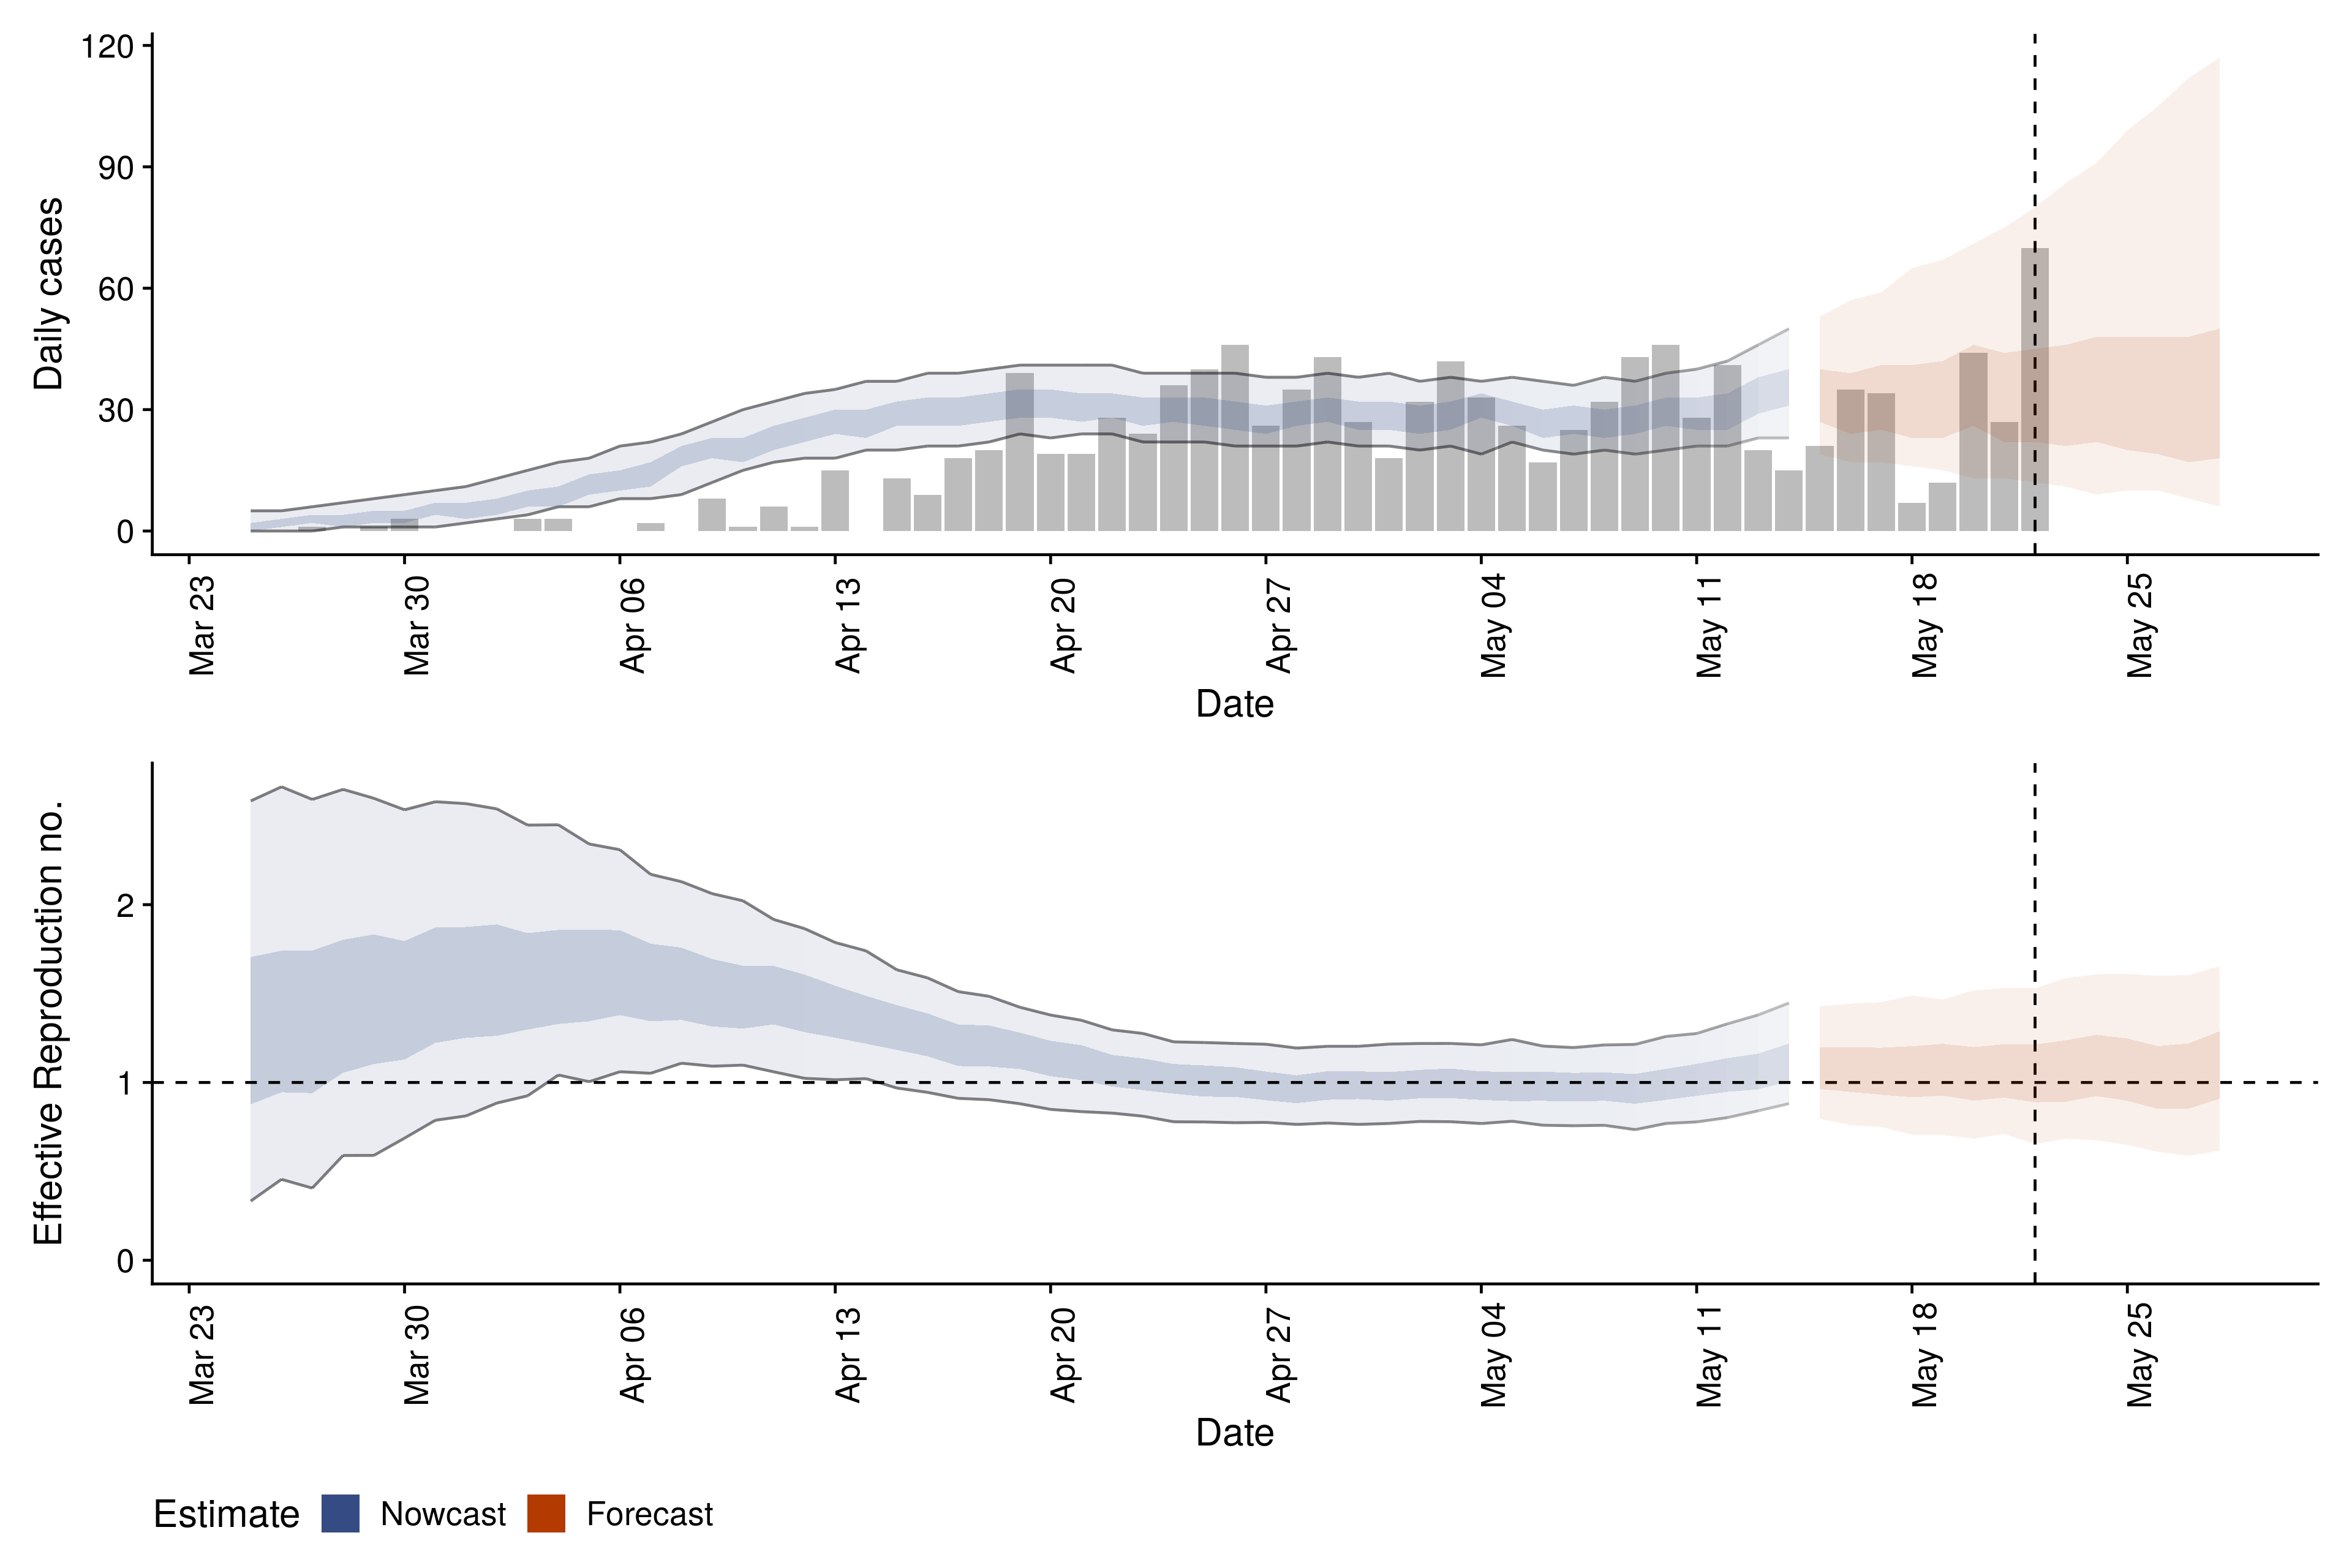 120
90
60
30
0
Daily cases
Mar 23
Mar 30
Apr 06
Apr 13
Apr 20
Apr 27
May 04
May 11
May 18
May 25
Date
2
1
0
Effective Reproduction no.
Mar 23
Mar 30
Apr 06
Apr 13
Apr 20
Apr 27
May 04
May 11
May 18
May 25
Date
Estimate Nowcast Forecast